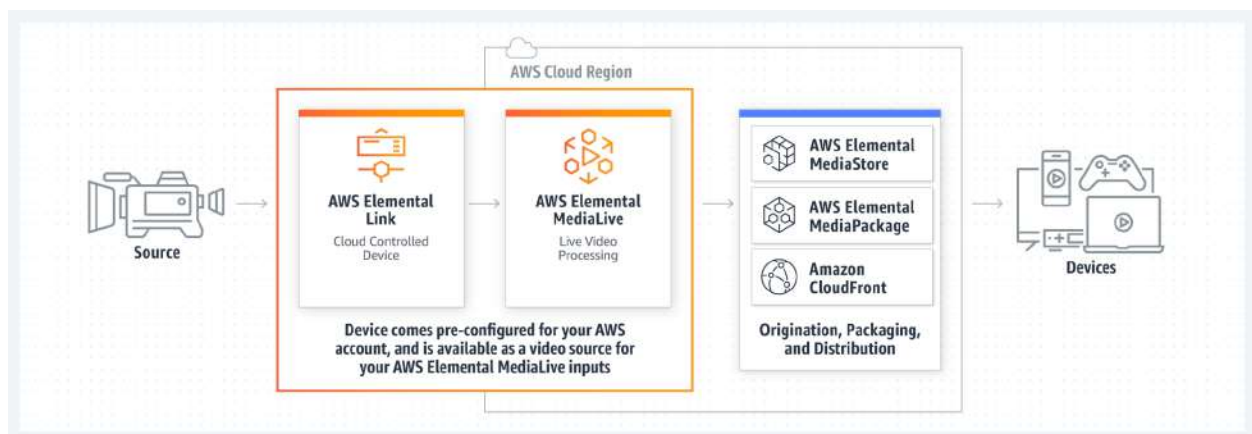 AWS Cloud Region
Source
AWS Elemental
Link
Cloud Controlled
Device
AWS Elemental
MediaLive
Live Video
Processing
Device comes pre-configured for your AWS
account, and is available as a video source for
your AWS Elemental MediaLive inputs
AWS Elemental
MediaStore
AWS Elemental
MediaPackage
Amazon
CloudFront
Origination, Packaging,
and Distribution
Devices